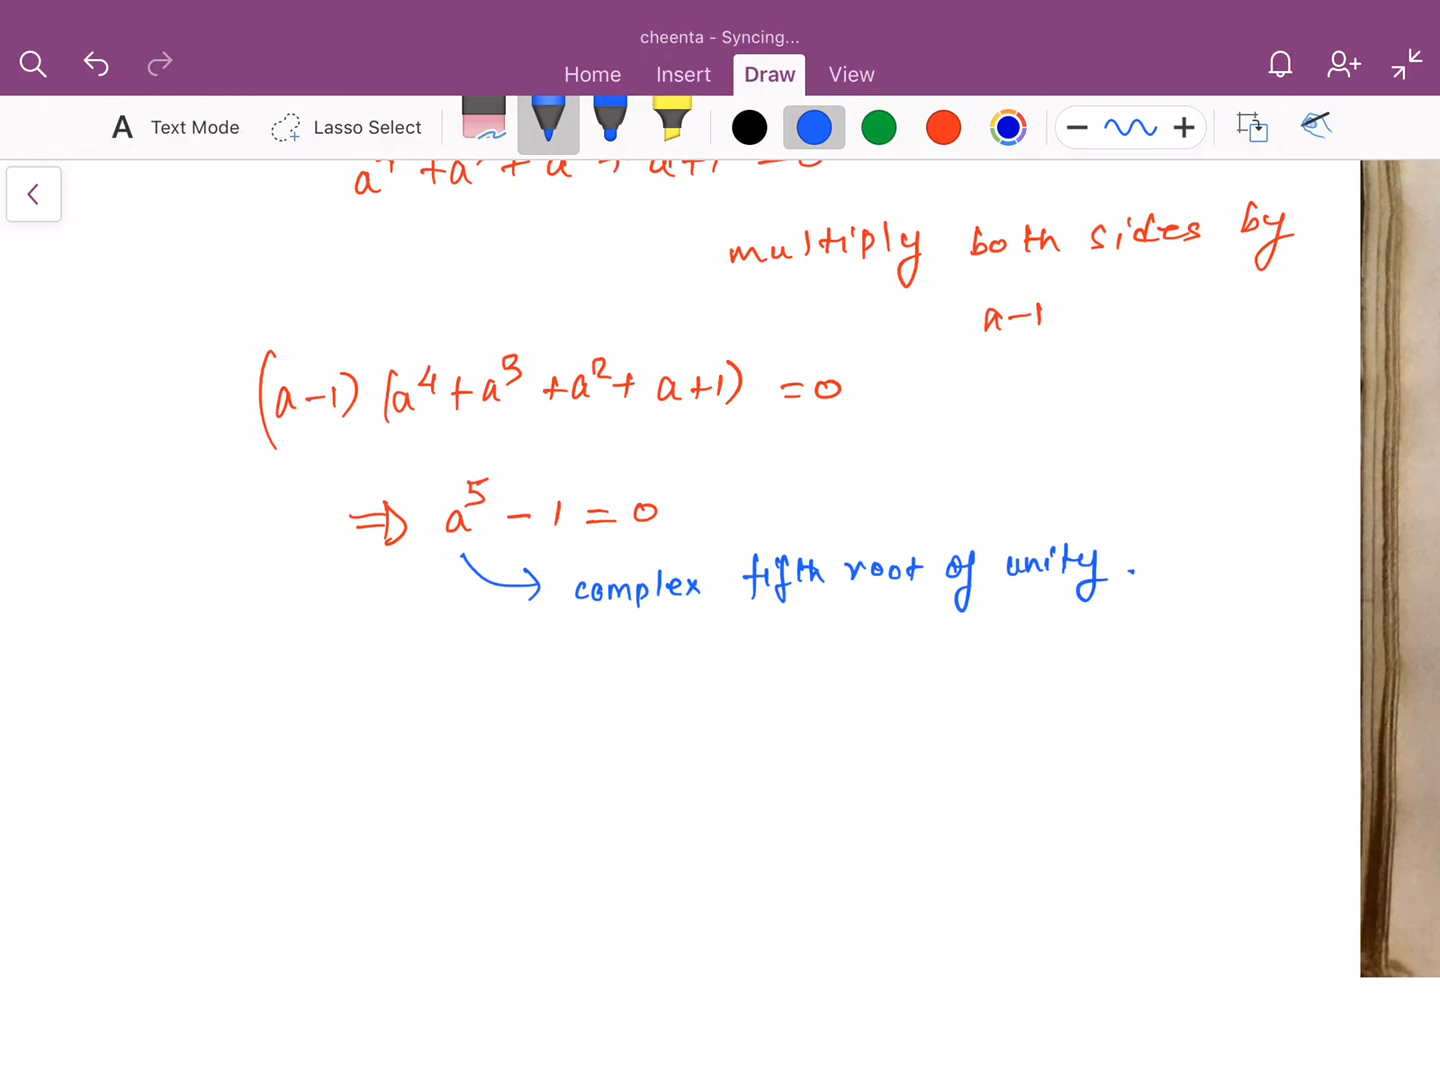 cheenta - Syncing...
Home Insert Draw View
A Text Mode Lasso Select
multiply both sides by
a-1
(a-1) (a⁴+a³+a²+a+1) =0
⇒ a⁵ - 1 = 0
complex fifth root of unity.